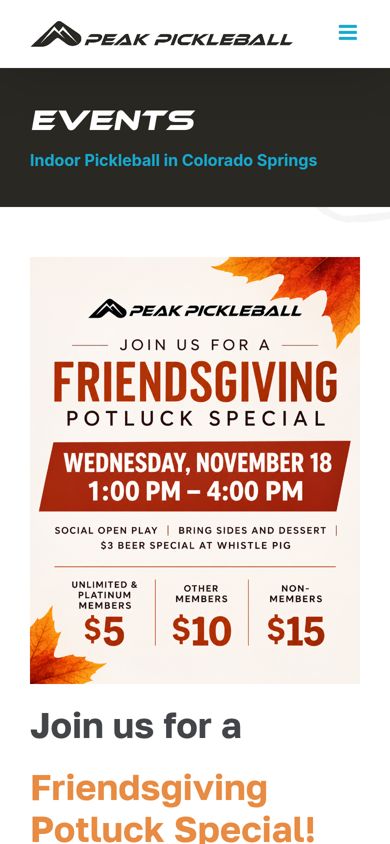 PEAK PICKLEBALL
EVENTS
Indoor Pickleball in Colorado Springs
PEAK PICKLEBALL
JOIN US FOR A
FRIENDSGIVING
POTLUCK SPECIAL
WEDNESDAY, NOVEMBER 18
1:00 PM – 4:00 PM
SOCIAL OPEN PLAY | BRING SIDES AND DESSERT |
$3 BEER SPECIAL AT WHISTLE PIG
UNLIMITED &
PLATINUM
MEMBERS
$5
OTHER
MEMBERS
$10
NON-
MEMBERS
$15
Join us for a
Friendsgiving
Potluck Special!